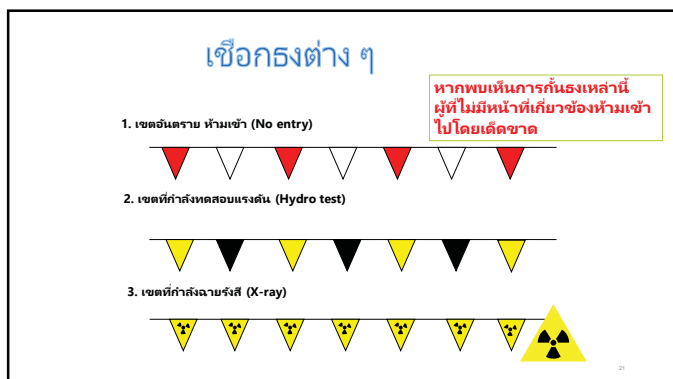 เชือกธงต่าง ๆ
หากพบเห็นการกั้นธงเหล่านี้
ผู้ที่ไม่มีหน้าที่เกี่ยวข้องห้ามเข้า
ไปโดยเด็ดขาด
1. เขตอันตราย ห้ามเข้า (No entry)
2. เขตที่กำลังทดสอบแรงดัน (Hydro test)
3. เขตที่กำลังฉายรังสี (X-ray)
21